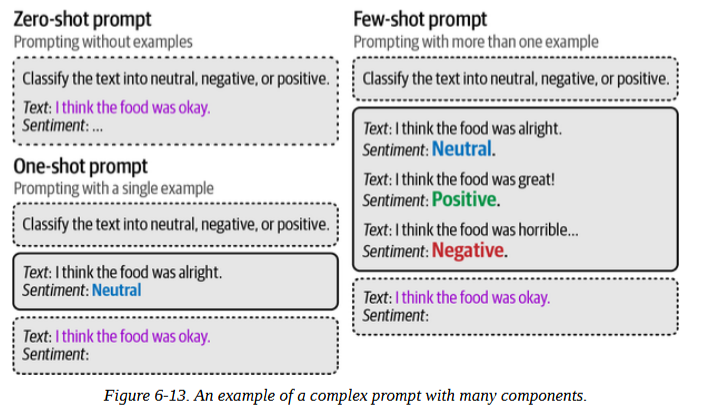 Zero-shot prompt
Prompting without examples
Classify the text into neutral, negative, or positive.
Text: I think the food was okay.
Sentiment: ...
One-shot prompt
Prompting with a single example
Classify the text into neutral, negative, or positive.
Text: I think the food was alright.
Sentiment: Neutral
Text: I think the food was okay.
Sentiment:
Few-shot prompt
Prompting with more than one example
Classify the text into neutral, negative, or positive.
Text: I think the food was alright.
Sentiment: Neutral.
Text: I think the food was great!
Sentiment: Positive.
Text: I think the food was horrible...
Sentiment: Negative.
Text: I think the food was okay.
Sentiment:
Figure 6-13. An example of a complex prompt with many components.